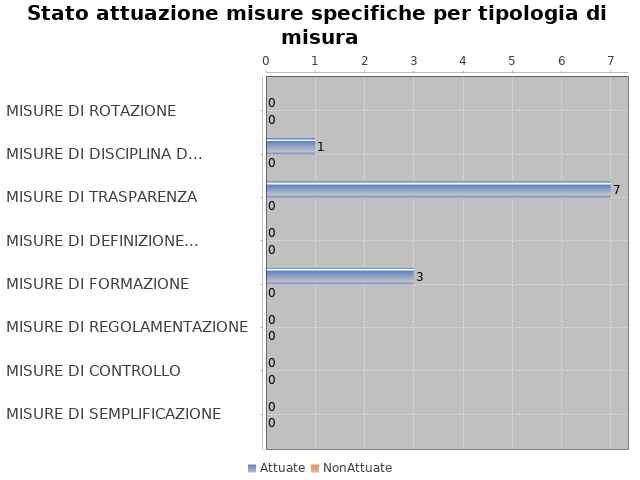 Stato attuazione misure specifiche per tipologia di
misura
0 1 2 3 4 5 6 7
MISURE DI ROTAZIONE 0
0
MISURE DI DISCIPLINA D... 1
0
MISURE DI TRASPARENZA 7
0
MISURE DI DEFINIZIONE... 0
0
MISURE DI FORMAZIONE 3
0
MISURE DI REGOLAMENTAZIONE 0
0
MISURE DI CONTROLLO 0
0
MISURE DI SEMPLIFICAZIONE 0
0
Attuate NonAttuate